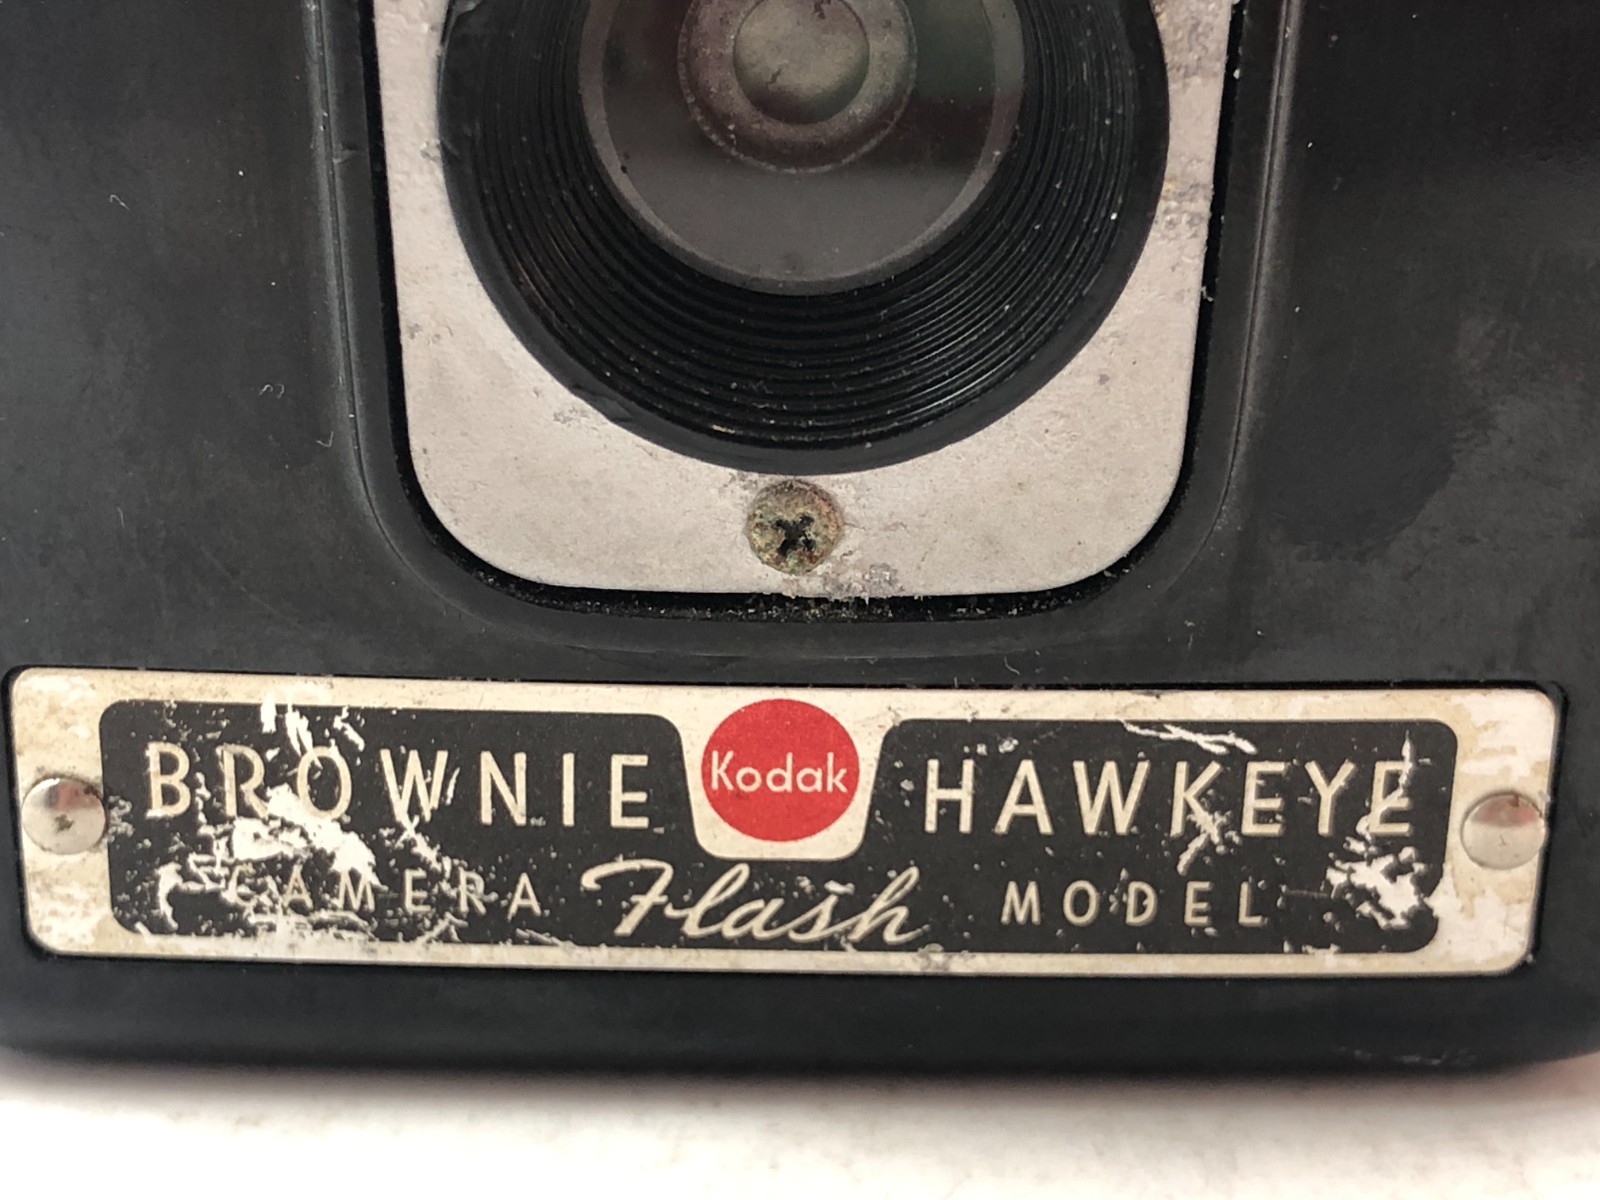 BROWNIE Kodak HAWKEYE
CAMERA Flash MODEL